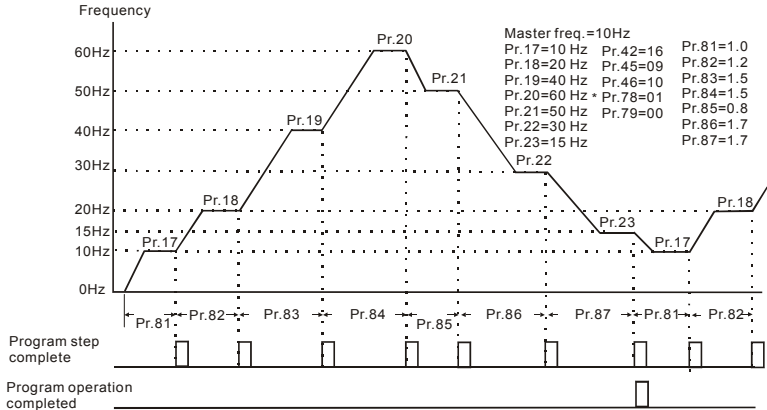 Frequency
Master freq.=10Hz
Pr.17=10 Hz Pr.42=16 Pr.81=1.0
Pr.18=20 Hz Pr.45=09 Pr.82=1.2
Pr.19=40 Hz Pr.46=10 Pr.83=1.5
Pr.20=60 Hz * Pr.78=01 Pr.84=1.5
Pr.21=50 Hz Pr.79=00 Pr.85=0.8
Pr.22=30 Hz Pr.86=1.7
Pr.23=15 Hz Pr.87=1.7
60Hz Pr.20
50Hz Pr.21
40Hz Pr.19
30Hz Pr.22
20Hz Pr.18 Pr.18
15Hz Pr.23
10Hz Pr.17 Pr.17
0Hz
Pr.81 Pr.82 Pr.83 Pr.84 Pr.85 Pr.86 Pr.87 Pr.81 Pr.82
Program step
complete
Program operation
completed